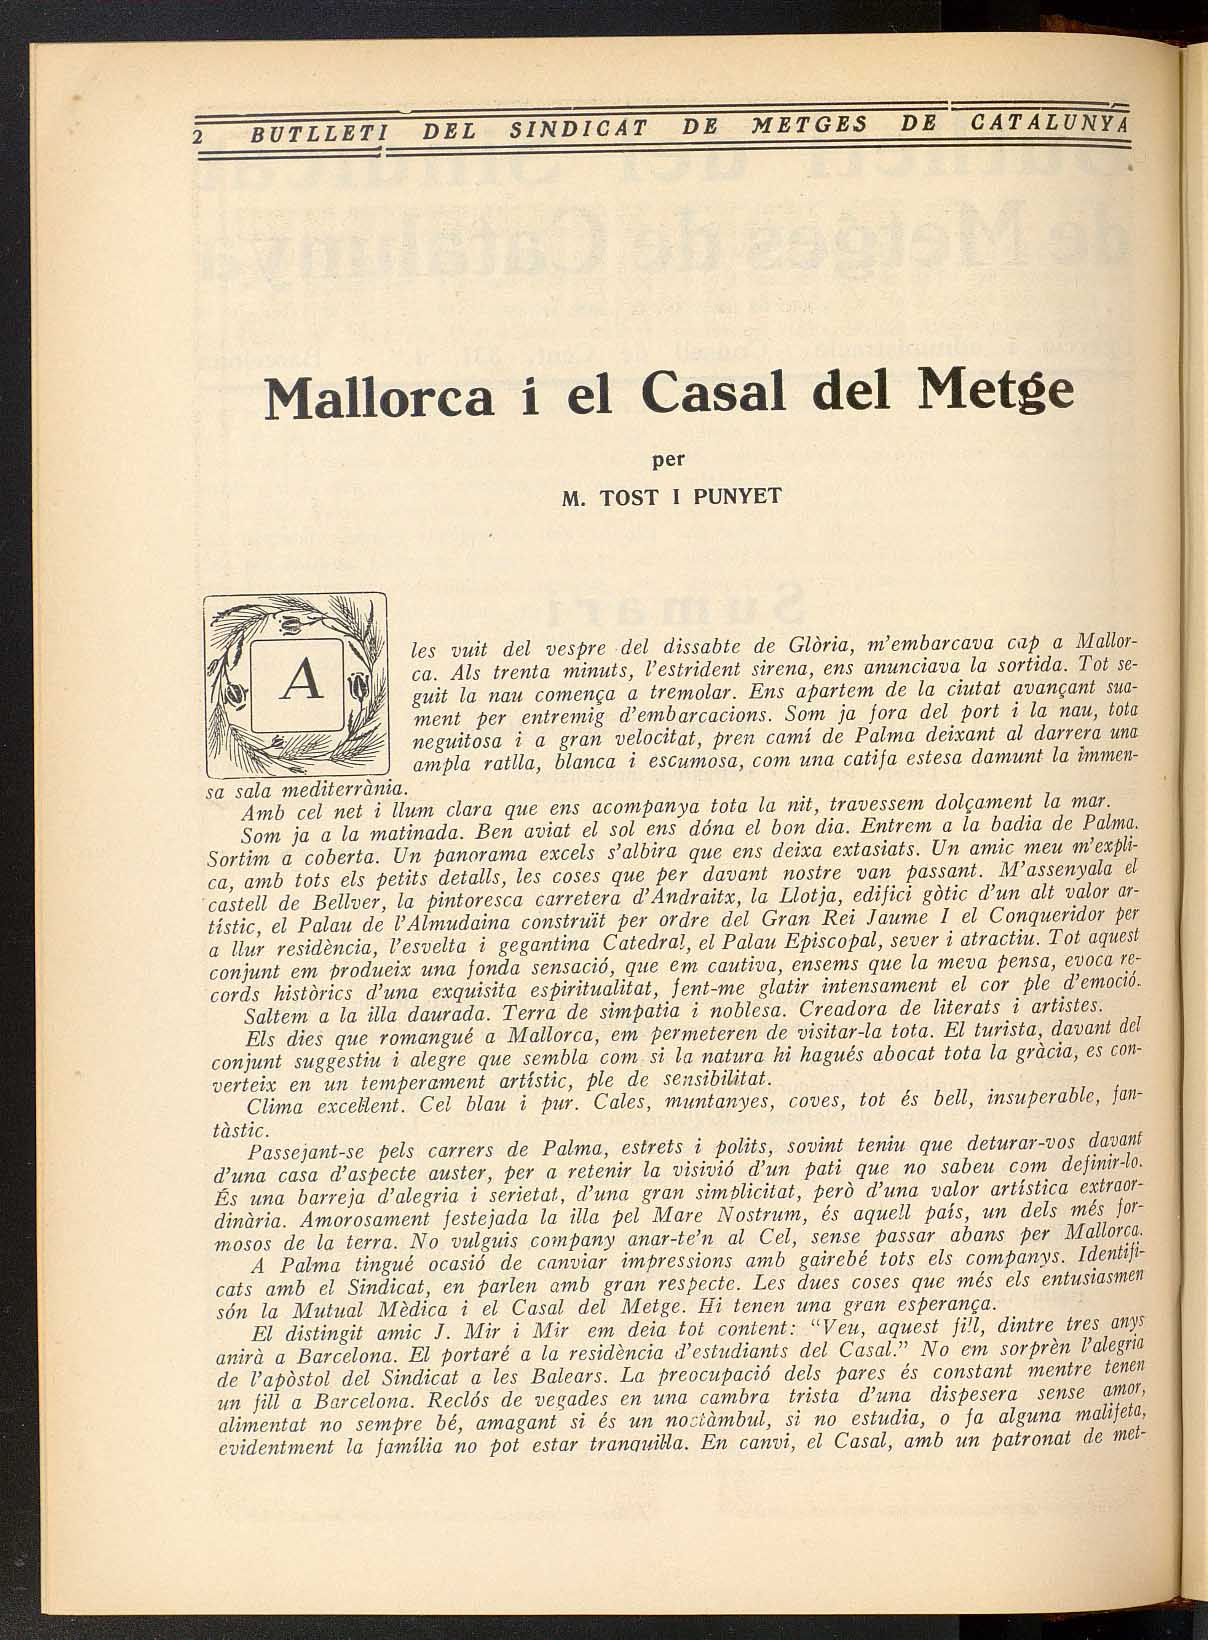 2 BUTLLETI DEL SINDICAT DE METGES DE CATALUNYA
Mallorca i el Casal del Metge
per
M. TOST I PUNYET
A les vuit del vespre del dissabte de Glòria, m'embarcava cap a Mallor-
ca. Als trenta minuts, l'estrident sirena, ens anunciava la sortida. Tot se-
guit la nau comença a tremolar. Ens apartem de la ciutat avançant sua-
ment per entremig d'embarcacions. Som ja fora del port i la nau, tota
neguitosa i a gran velocitat, pren camí de Palma deixant al darrera una
ampla ratlla, blanca i escumosa, com una catifa estesa damunt la immen-
sa sala mediterrània.
Amb cel net i llum clara que ens acompanya tota la nit, travessem dolçament la mar.
Som ja a la matinada. Ben aviat el sol ens dóna el bon dia. Entrem a la badia de Palma.
Sortim a coberta. Un panorama excels s'albira que ens deixa extasiats. Un amic meu m'expli-
ca, amb tots els petits detalls, les coses que per davant nostre van passant. M'assenyala el
castell de Bellver, la pintoresca carretera d'Andraitx, la Llotja, edifici gòtic d'un alt valor ar-
tístic, el Palau de l'Almudaina construït per ordre del Gran Rei Jaume I el Conqueridor per
a llur residència, l'esvelta i gegantina Catedral, el Palau Episcopal, sever i atractiu. Tot aquest
conjunt em produeix una fonda sensació, que em cautiva, ensems que la meva pensa, evoca re-
cords històrics d'una exquisita espiritualitat, fent-me glatir intensament el cor ple d'emoció.
Saltem a la illa daurada. Terra de simpatia i noblesa. Creadora de literats i artistes.
Els dies que romangué a Mallorca, em permeteren de visitar-la tota. El turista, davant del
conjunt suggestiu i alegre que sembla com si la natura hi hagués abocat tota la gràcia, es con-
verteix en un temperament artístic, ple de sensibilitat.
Clima excel·lent. Cel blau i pur. Cales, muntanyes, coves, tot és bell, insuperable, fan-
tàstic.
Passejant-se pels carrers de Palma, estrets i polits, sovint teniu que deturar-vos davant
d'una casa d'aspecte auster, per a retenir la visivió d'un pati que no sabeu com definir-lo.
És una barreja d'alegria i serietat, d'una gran simplicitat, però d'una valor artística extraor-
dinària. Amorosament festejada la illa pel Mare Nostrum, és aquell país, un dels més for-
mosos de la terra. No vulguis company anar-te'n al Cel, sense passar abans per Mallorca.
A Palma tingué ocasió de canviar impressions amb gairebé tots els companys. Identifi-
cats amb el Sindicat, en parlen amb gran respecte. Les dues coses que més els entusiasmen
són la Mutual Mèdica i el Casal del Metge. Hi tenen una gran esperança.
El distingit amic J. Mir i Mir em deia tot content: "Veu, aquest fill, dintre tres anys
anirà a Barcelona. El portaré a la residència d'estudiants del Casal." No em sorprèn l'alegria
de l'apòstol del Sindicat a les Balears. La preocupació dels pares és constant mentre tenen
un fill a Barcelona. Reclós de vegades en una cambra trista d'una dispesera sense amor,
alimentat no sempre bé, amagant si és un noctàmbul, si no estudia, o fa alguna malifeta,
evidentment la família no pot estar tranquil·la. En canvi, el Casal, amb un patronat de met-